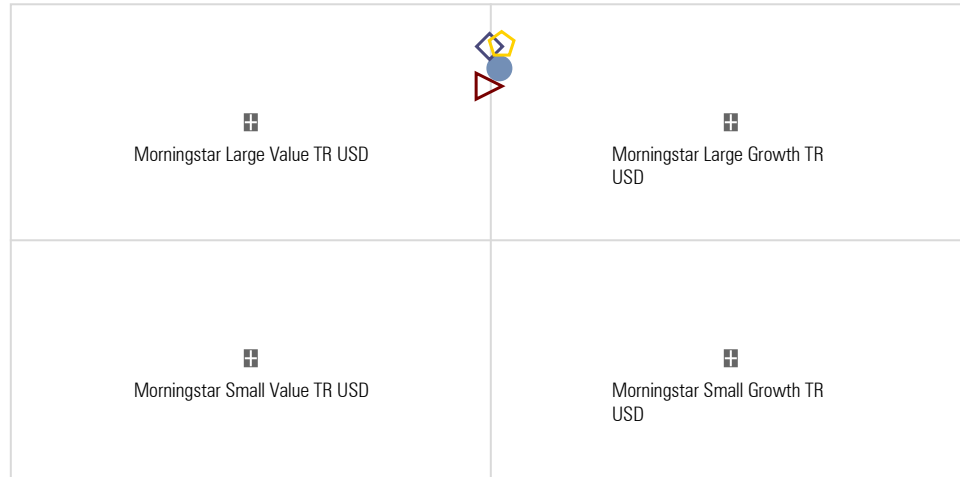 Morningstar Large Value TR USD
Morningstar Large Growth TR
USD
Morningstar Small Value TR USD
Morningstar Small Growth TR
USD